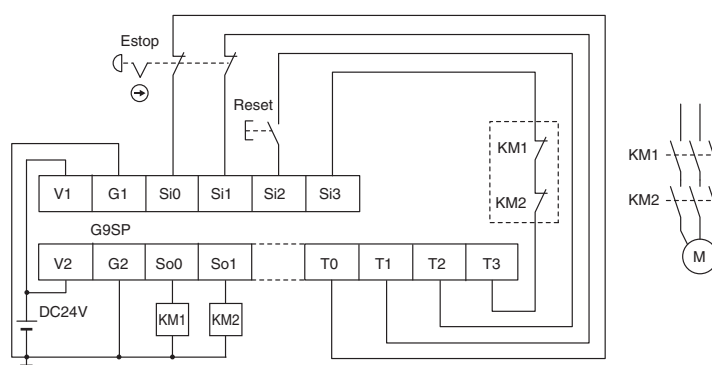 Estop
Reset
KM1
KM2
KM1
KM2
M
V1 G1 Si0 Si1 Si2 Si3
G9SP
V2 G2 So0 So1 T0 T1 T2 T3
DC24V
KM1 KM2